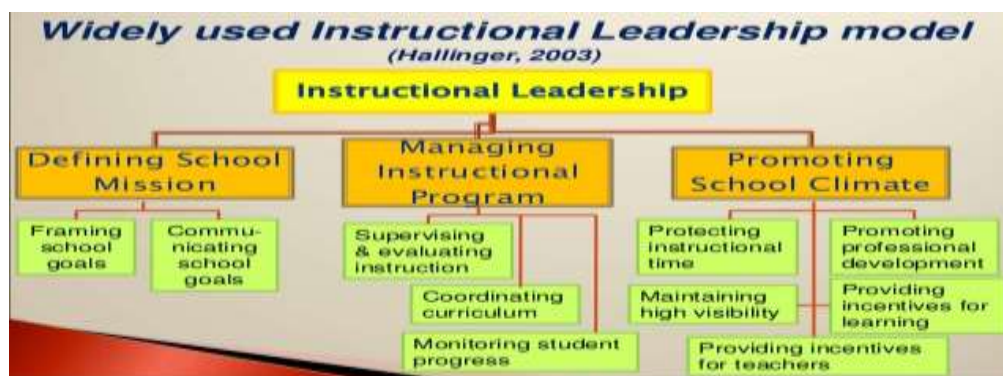 Widely used Instructional Leadership model
(Hallinger, 2003)
Instructional Leadership
Defining School
Mission
Managing
Instructional
Program
Promoting
School Climate
Framing
school
goals
Commu-
nicating
school
goals
Supervising
& evaluating
instruction
Coordinating
curriculum
Monitoring student
progress
Protecting
instructional
time
Promoting
professional
development
Maintaining
high visibility
Providing
incentives for
learning
Providing incentives
for teachers